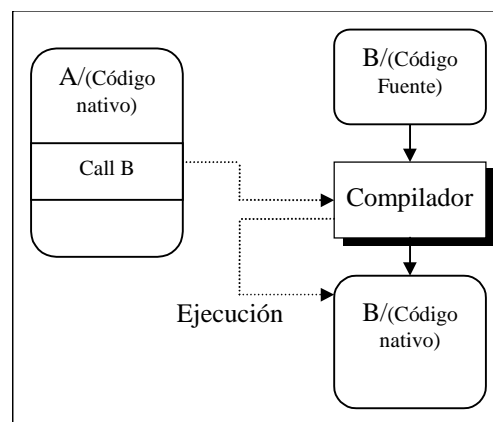 A/(Código
nativo)
Call B
B/(Código
Fuente)
Compilador
Ejecución
B/(Código
nativo)